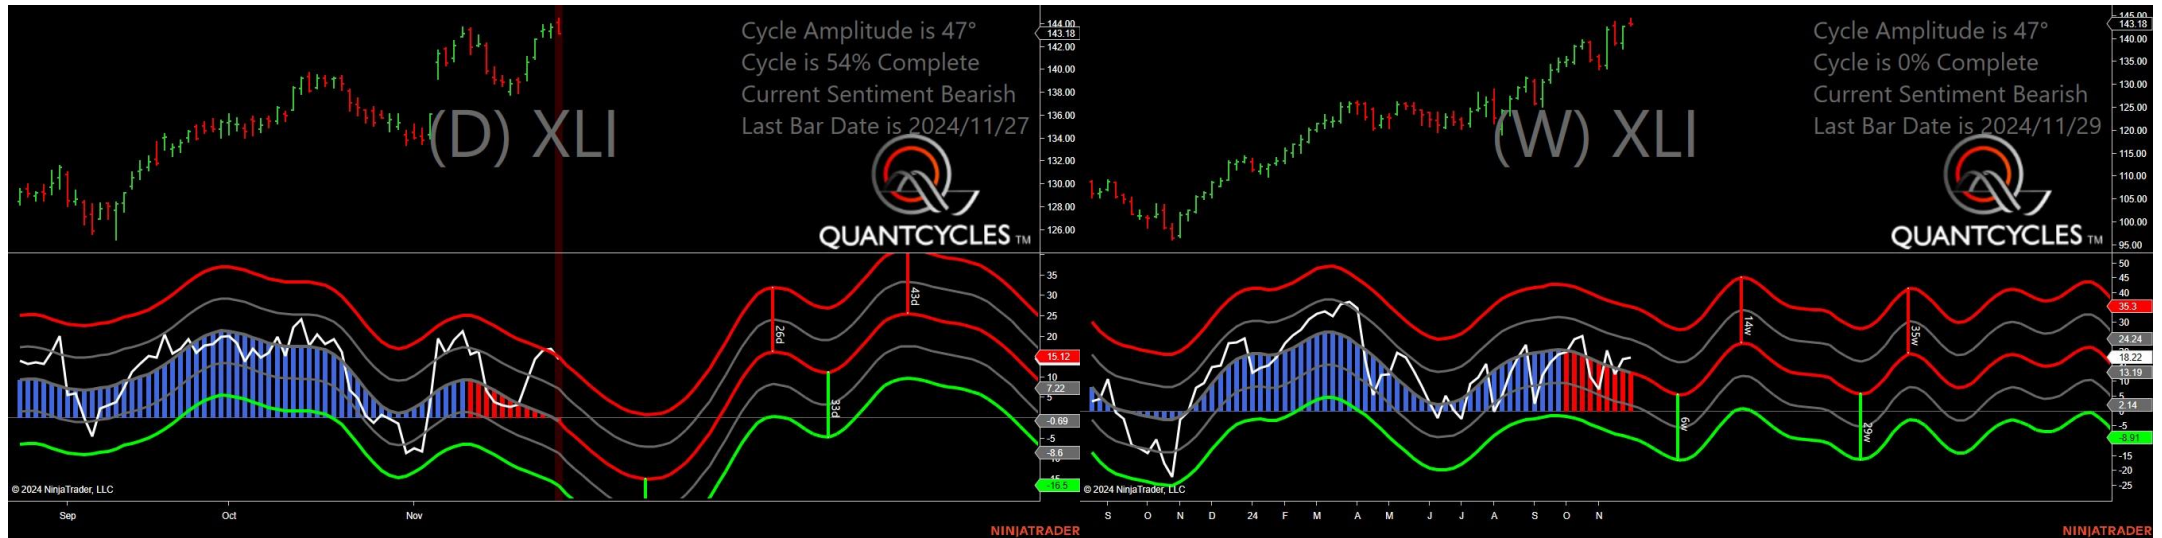 Cycle Amplitude is 47°
Cycle is 54% Complete
Current Sentiment Bearish
Last Bar Date is 2024/11/27
(D) XLI
QUANTCYCLES TM
144.00
143.18
142.00
140.00
138.00
136.00
134.00
132.00
130.00
128.00
126.00
35
30
25
20
15.12
10
7.22
5
-0.69
-5
-8.6
-16.5
26d
33d
43d
© 2024 NinjaTrader, LLC
Sep Oct Nov
NINJATRADER
Cycle Amplitude is 47°
Cycle is 0% Complete
Current Sentiment Bearish
Last Bar Date is 2024/11/29
(W) XLI
QUANTCYCLES TM
145.00
143.18
140.00
135.00
130.00
125.00
120.00
115.00
110.00
105.00
100.00
95.00
50
45
40
35.3
30
24.24
18.22
13.19
10
5
2.14
-5
-8.91
-15
-20
-25
6w
14w
29w
35w
© 2024 NinjaTrader, LLC
S O N D 24 F M A M J J A S O N
NINJATRADER